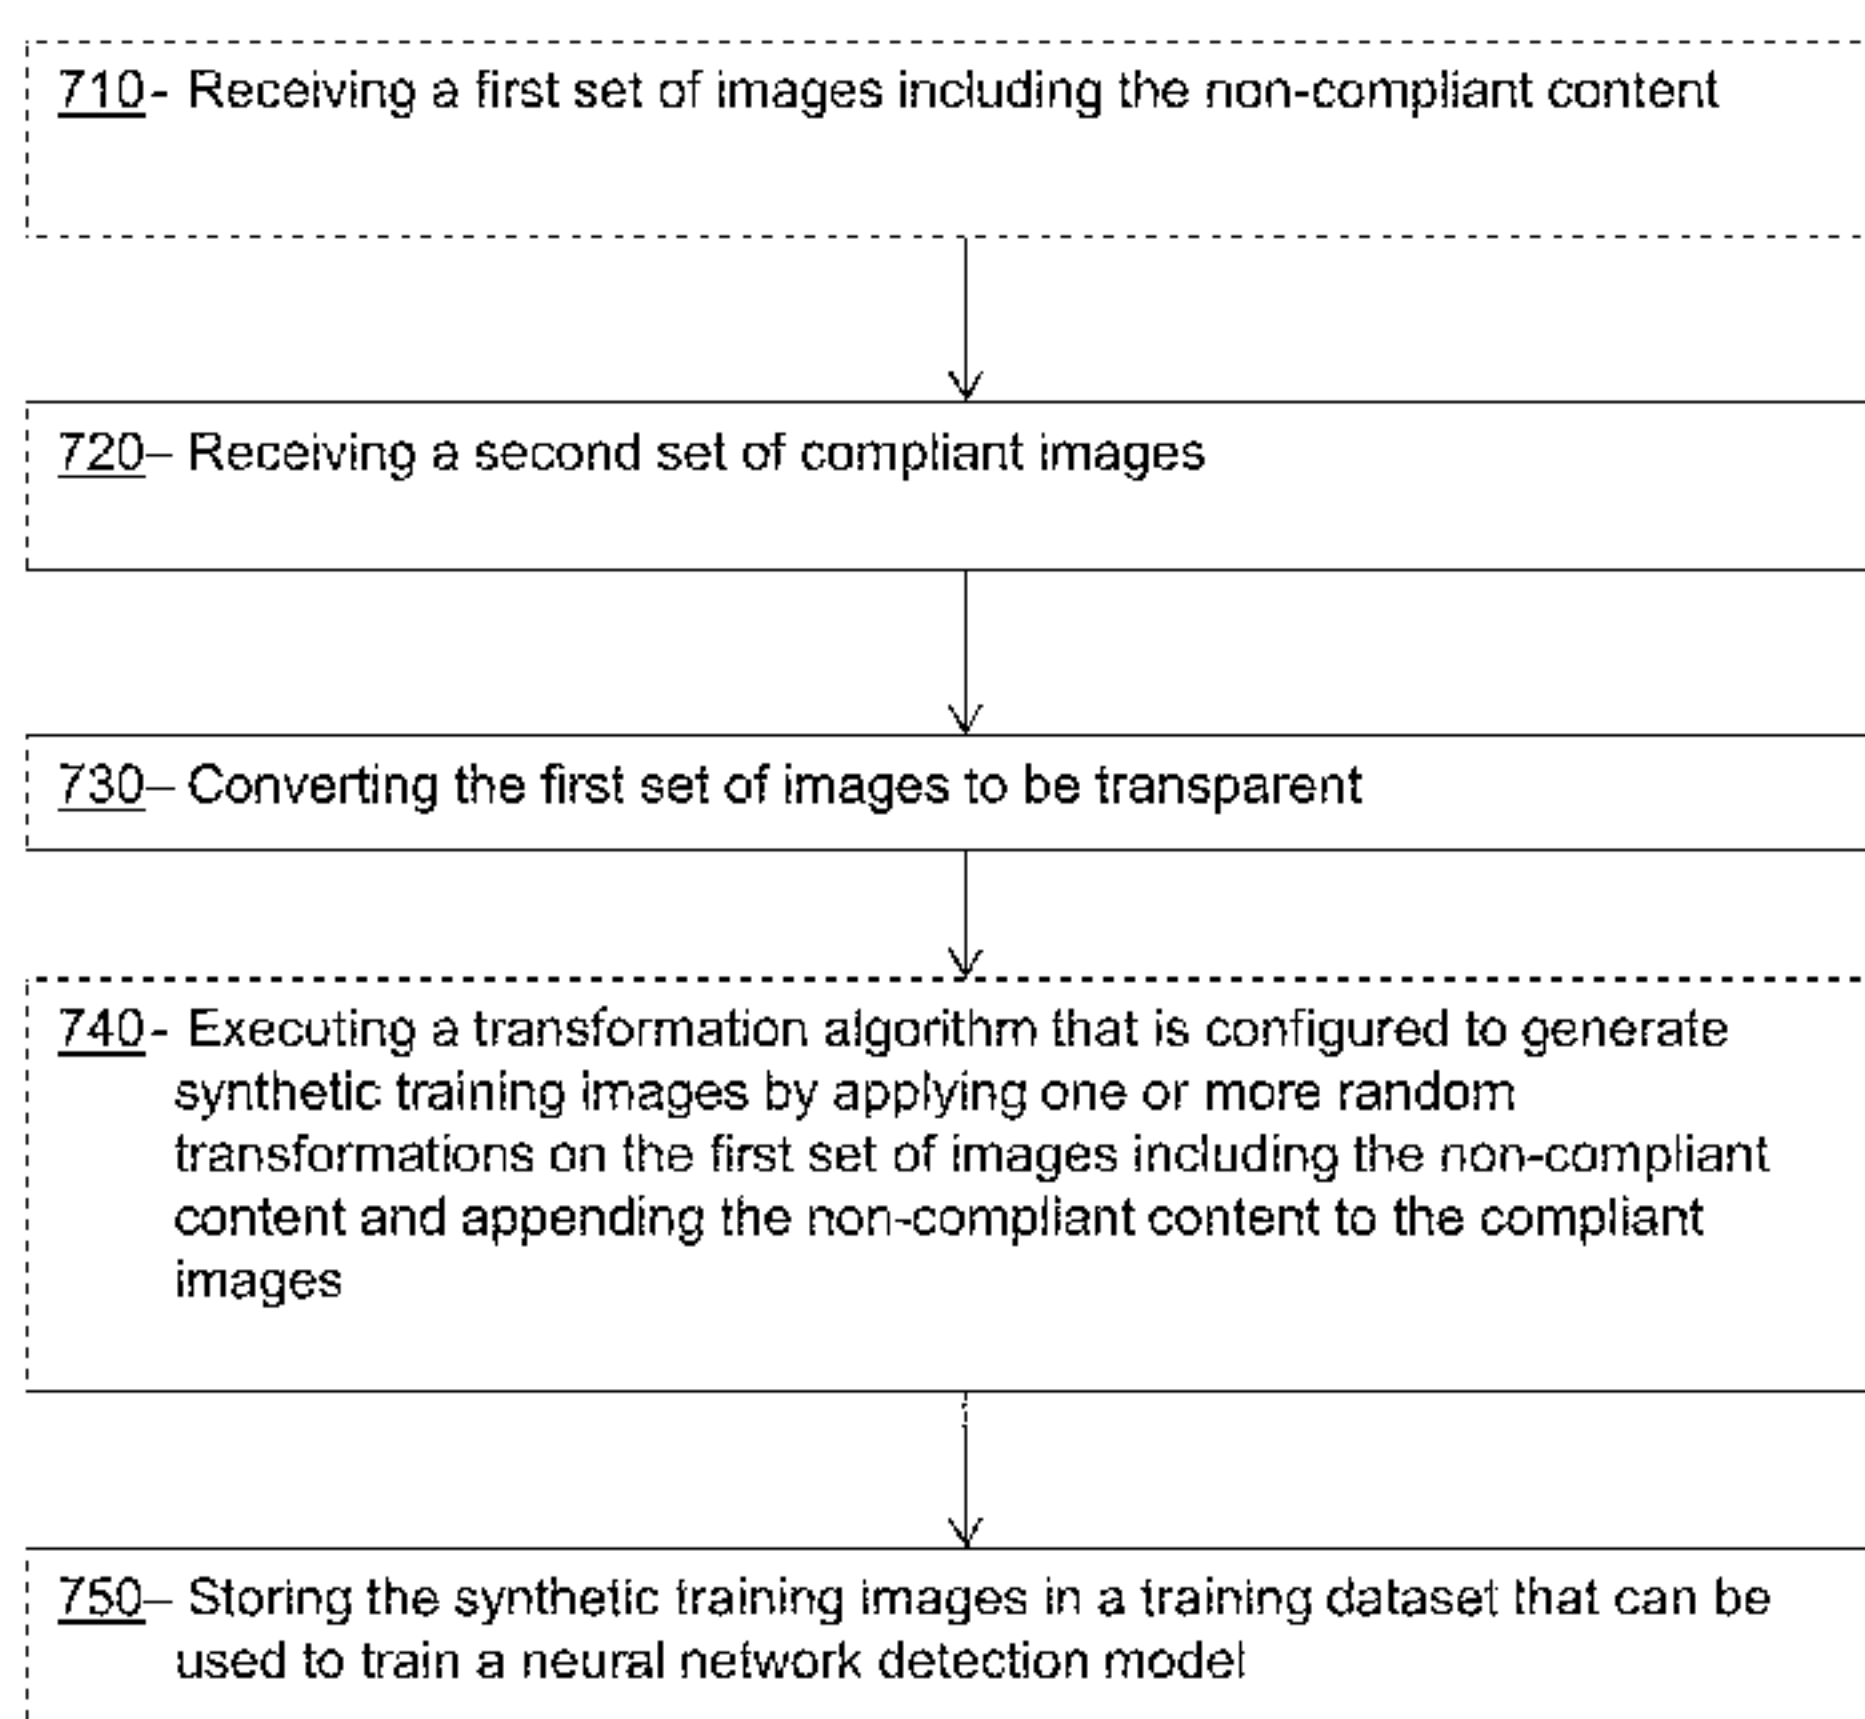 710- Receiving a first set of images including the non-compliant content
720– Receiving a second set of compliant images
730– Converting the first set of images to be transparent
740- Executing a transformation algorithm that is configured to generate
synthetic training images by applying one or more random
transformations on the first set of images including the non-compliant
content and appending the non-compliant content to the compliant
images
750– Storing the synthetic training images in a training dataset that can be
used to train a neural network detection model